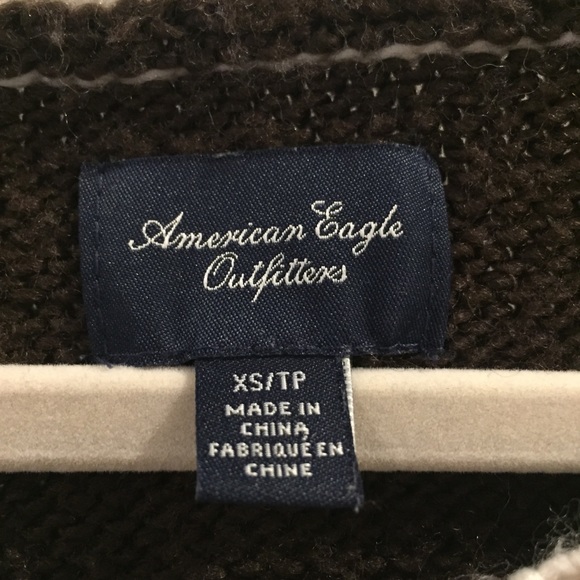 American Eagle
Outfitters
XS/TP
MADE IN
CHINA
FABRIQUÉ EN
CHINE